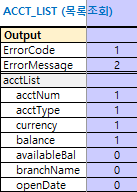 ACCT_LIST (목록조회)
Output
ErrorCode 1
ErrorMessage 2
acctList
acctNum 1
acctType 1
currency 1
balance 1
availableBal 0
branchName 0
openDate 0